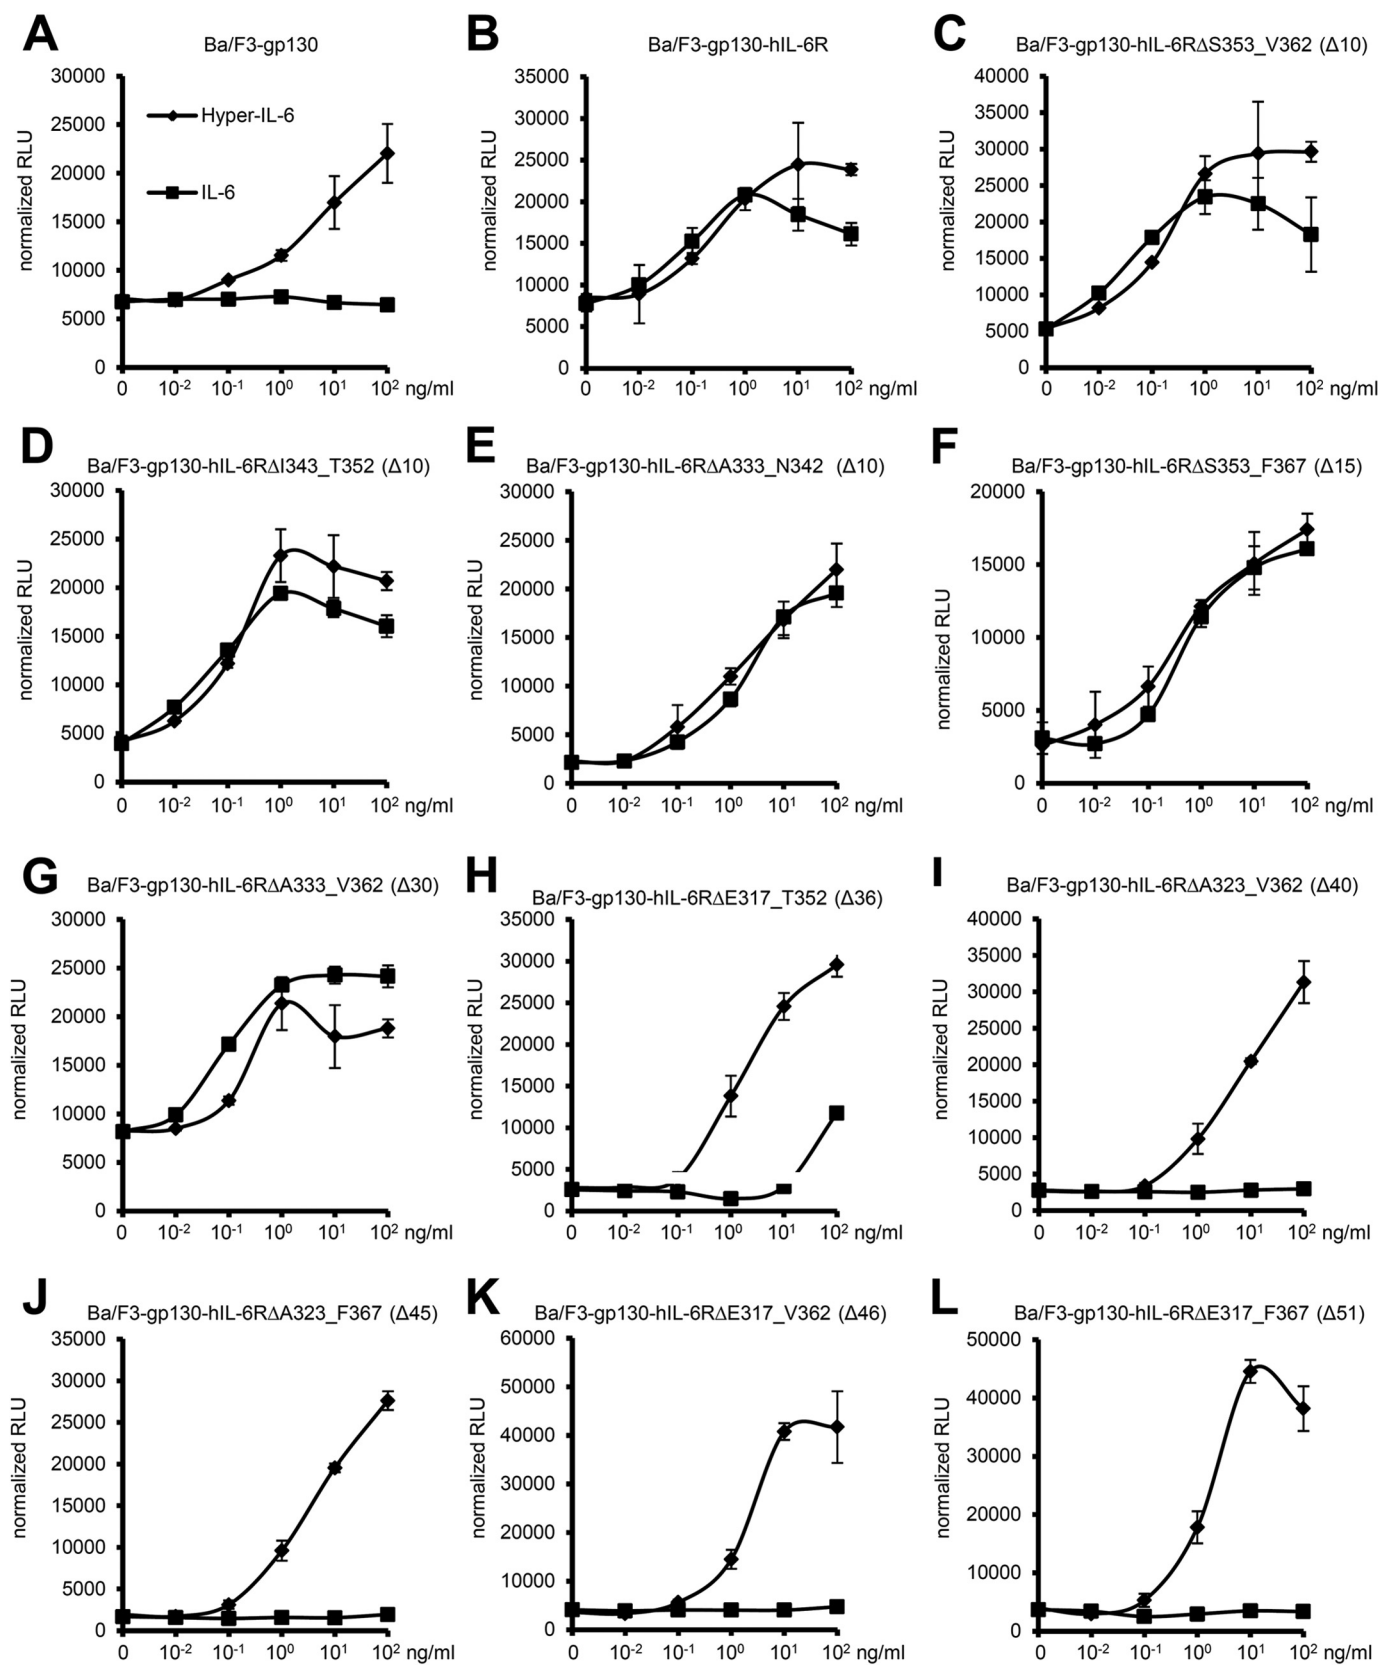 A
Ba/F3-gp130
normalized RLU
30000
25000
20000
15000
10000
5000
0
Hyper-IL-6
IL-6
0 10⁻² 10⁻¹ 10⁰ 10¹ 10² ng/ml
B
Ba/F3-gp130-hIL-6R
normalized RLU
35000
30000
25000
20000
15000
10000
5000
0
0 10⁻² 10⁻¹ 10⁰ 10¹ 10² ng/ml
C
Ba/F3-gp130-hIL-6RΔS353_V362 (Δ10)
normalized RLU
40000
35000
30000
25000
20000
15000
10000
5000
0
0 10⁻² 10⁻¹ 10⁰ 10¹ 10² ng/ml
D
Ba/F3-gp130-hIL-6RΔI343_T352 (Δ10)
normalized RLU
30000
25000
20000
15000
10000
5000
0
0 10⁻² 10⁻¹ 10⁰ 10¹ 10² ng/ml
E
Ba/F3-gp130-hIL-6RΔA333_N342 (Δ10)
normalized RLU
30000
25000
20000
15000
10000
5000
0
0 10⁻² 10⁻¹ 10⁰ 10¹ 10² ng/ml
F
Ba/F3-gp130-hIL-6RΔS353_F367 (Δ15)
normalized RLU
20000
15000
10000
5000
0
0 10⁻² 10⁻¹ 10⁰ 10¹ 10² ng/ml
G
Ba/F3-gp130-hIL-6RΔA333_V362 (Δ30)
normalized RLU
30000
25000
20000
15000
10000
5000
0
0 10⁻² 10⁻¹ 10⁰ 10¹ 10² ng/ml
H
Ba/F3-gp130-hIL-6RΔE317_T352 (Δ36)
normalized RLU
35000
30000
25000
20000
15000
10000
5000
0
0 10⁻² 10⁻¹ 10⁰ 10¹ 10² ng/ml
I
Ba/F3-gp130-hIL-6RΔA323_V362 (Δ40)
normalized RLU
40000
35000
30000
25000
20000
15000
10000
5000
0
0 10⁻² 10⁻¹ 10⁰ 10¹ 10² ng/ml
J
Ba/F3-gp130-hIL-6RΔA323_F367 (Δ45)
normalized RLU
35000
30000
25000
20000
15000
10000
5000
0
0 10⁻² 10⁻¹ 10⁰ 10¹ 10² ng/ml
K
Ba/F3-gp130-hIL-6RΔE317_V362 (Δ46)
normalized RLU
60000
50000
40000
30000
20000
10000
0
0 10⁻² 10⁻¹ 10⁰ 10¹ 10² ng/ml
L
Ba/F3-gp130-hIL-6RΔE317_F367 (Δ51)
normalized RLU
50000
40000
30000
20000
10000
0
0 10⁻² 10⁻¹ 10⁰ 10¹ 10² ng/ml